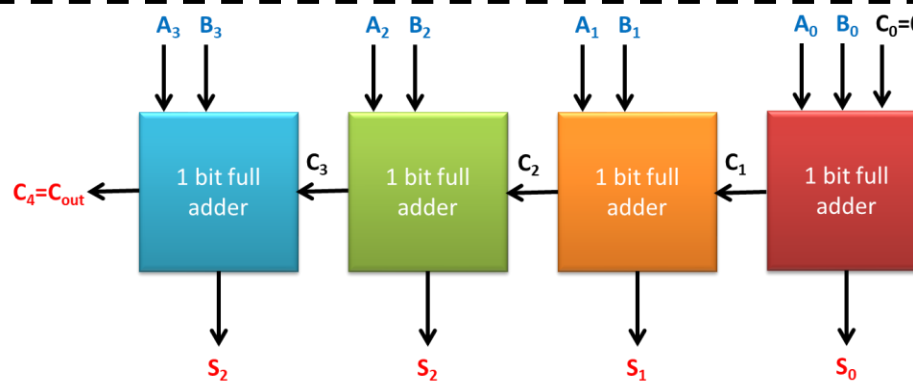 A₃ B₃ A₂ B₂ A₁ B₁ A₀ B₀ C₀=
1 bit full adder
C₃
1 bit full adder
C₂
1 bit full adder
C₁
1 bit full adder
C₄=Cout
S₂ S₂ S₁ S₀